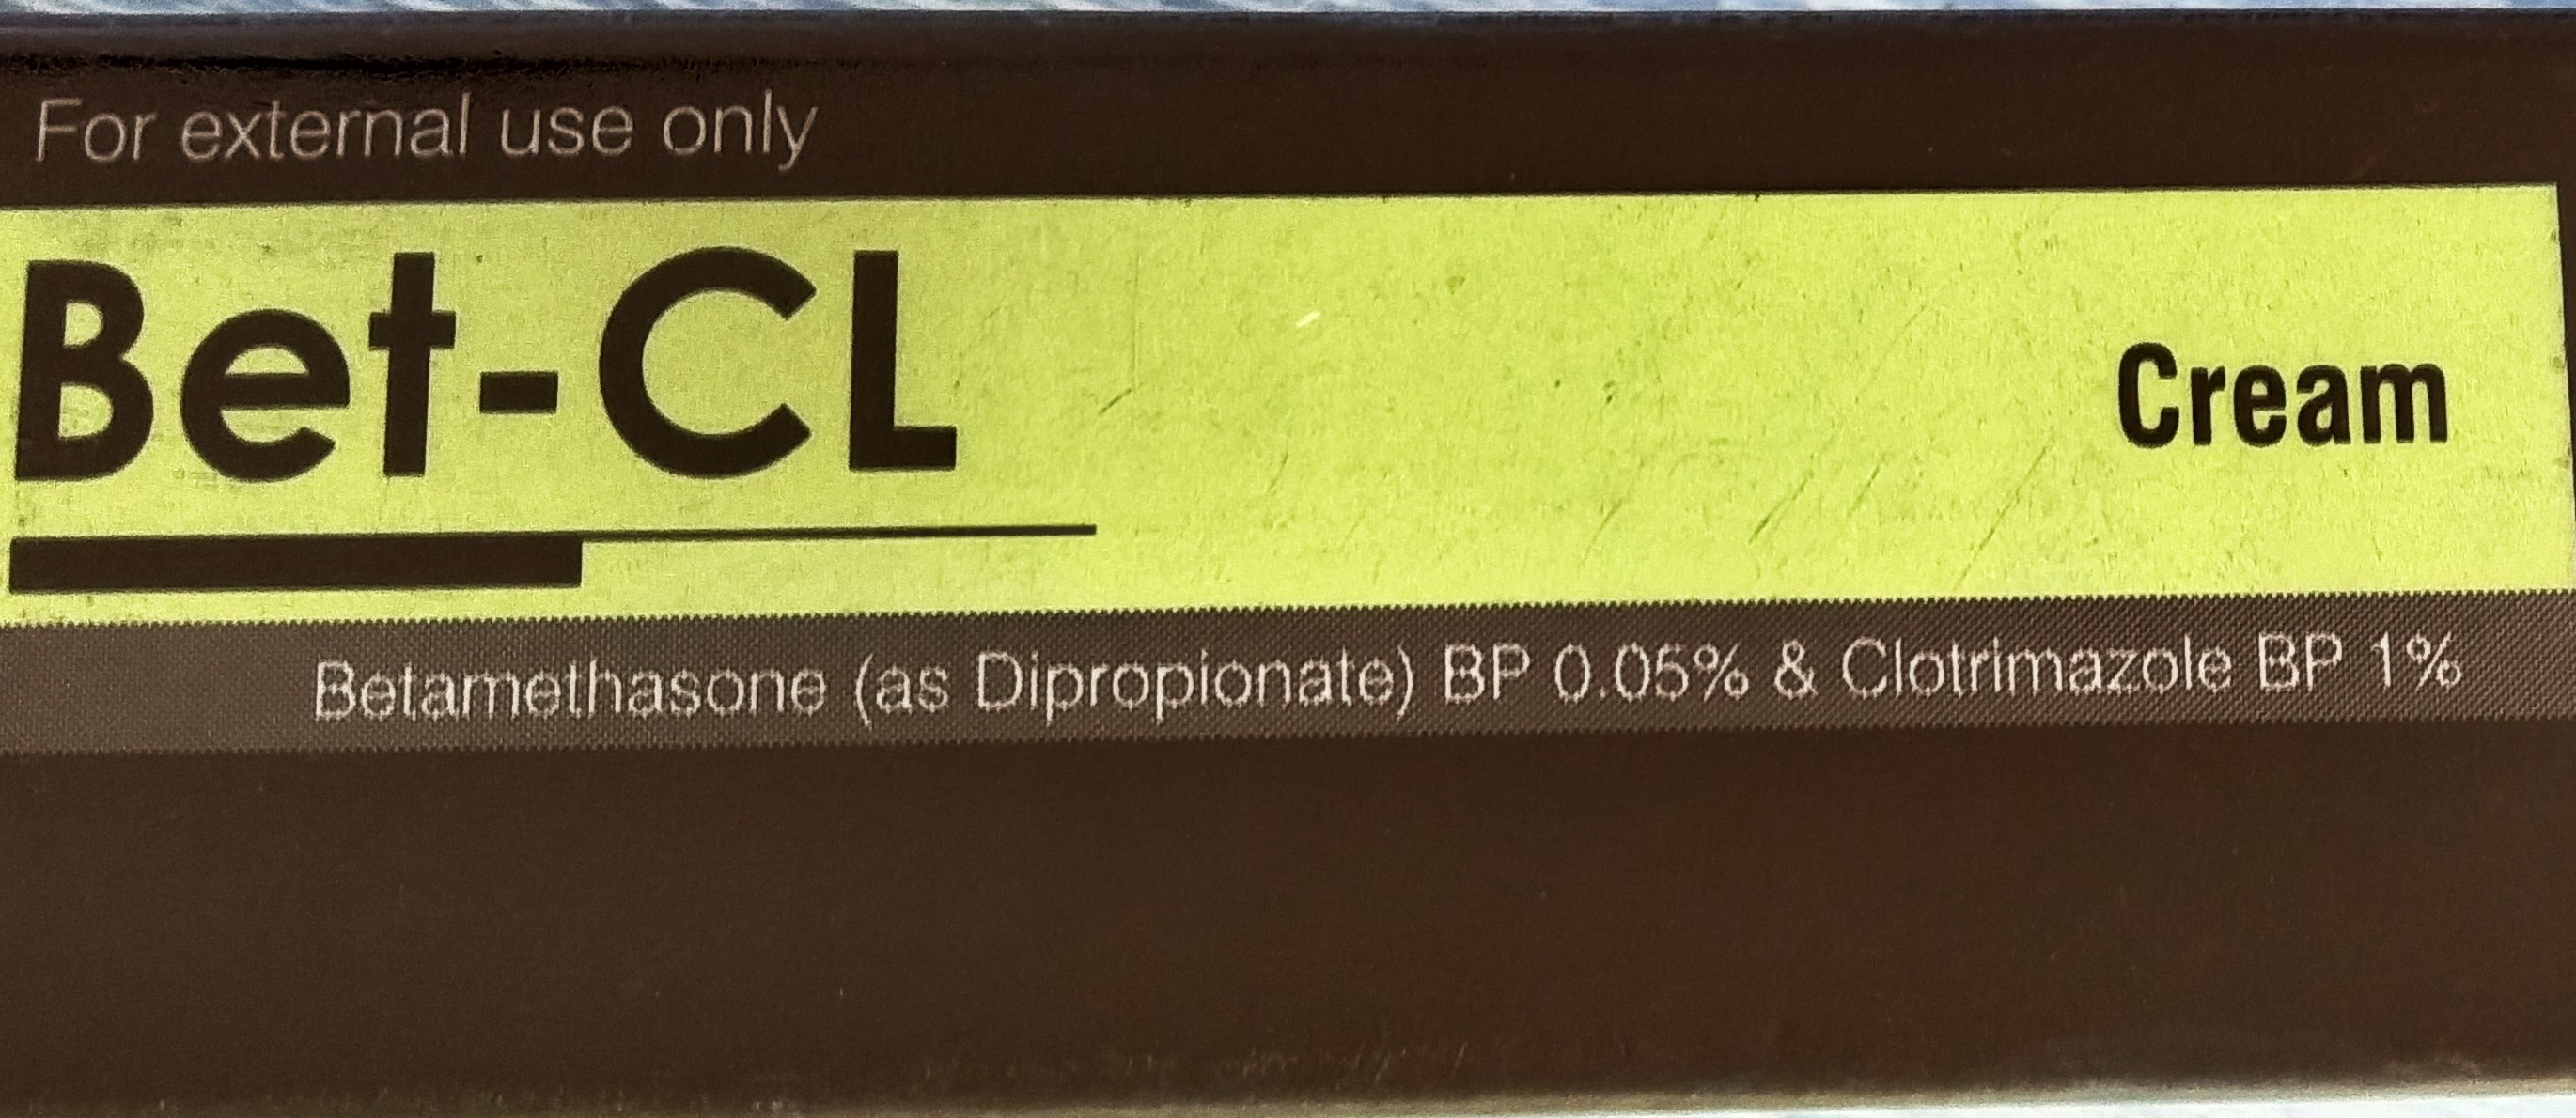 For external use only
Bet-CL
Cream
Betamethasone (as Dipropionate) BP 0.05% & Clotrimazole BP 1%